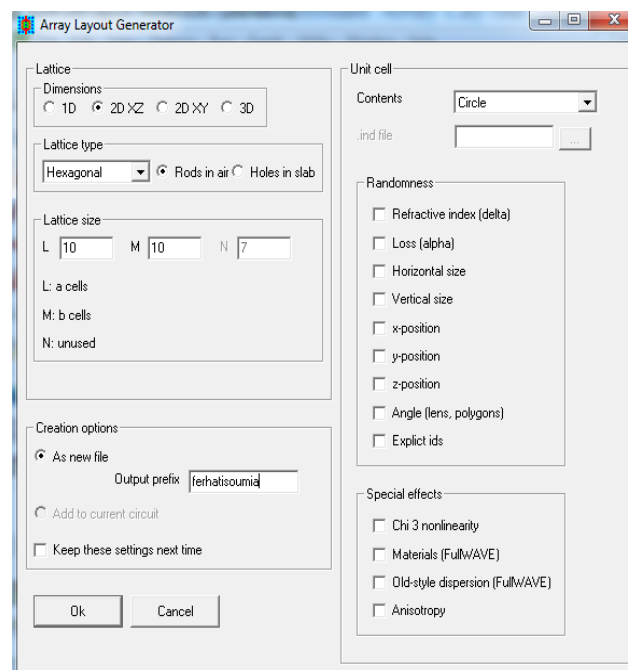 Array Layout Generator
Lattice
Dimensions
1D 2D XZ 2D XY 3D
Lattice type
Hexagonal Rods in air Holes in slab
Lattice size
L 10 M 10 N 7
L: a cells
M: b cells
N: unused
Creation options
As new file
Output prefix ferhatisoumia
Add to current circuit
Keep these settings next time
Ok Cancel
Unit cell
Contents Circle
.ind file ...
Randomness
Refractive index (delta)
Loss (alpha)
Horizontal size
Vertical size
x-position
y-position
z-position
Angle (lens, polygons)
Explict ids
Special effects
Chi 3 nonlinearity
Materials (FullWAVE)
Old-style dispersion (FullWAVE)
Anisotropy